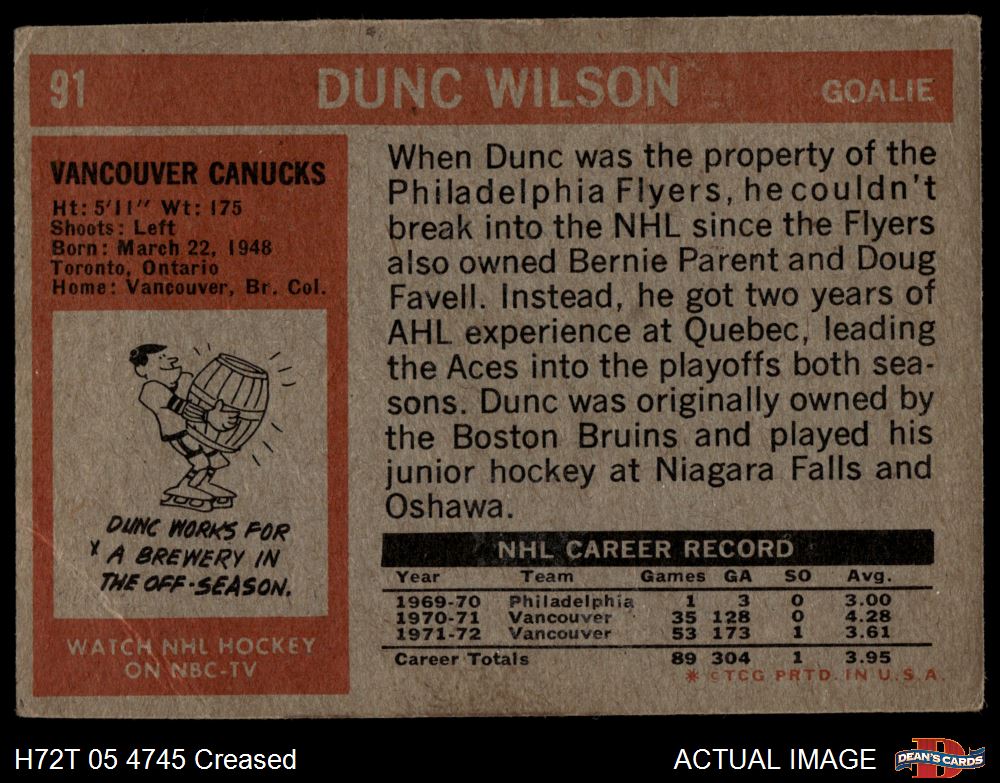 91
DUNC WILSON
GOALIE
VANCOUVER CANUCKS
Ht: 5'11" Wt: 175
Shoots: Left
Born: March 22, 1948
Toronto, Ontario
Home: Vancouver, Br. Col.
DUNC WORKS FOR
A BREWERY IN
THE OFF-SEASON.
WATCH NHL HOCKEY
ON NBC-TV
When Dunc was the property of the
Philadelphia Flyers, he couldn't
break into the NHL since the Flyers
also owned Bernie Parent and Doug
Favell. Instead, he got two years of
AHL experience at Quebec, leading
the Aces into the playoffs both sea-
sons. Dunc was originally owned by
the Boston Bruins and played his
junior hockey at Niagara Falls and
Oshawa.
NHL CAREER RECORD
Year Team Games GA SO Avg.
1969-70 Philadelphia 1 3 0 3.00
1970-71 Vancouver 35 128 0 4.28
1971-72 Vancouver 53 173 1 3.61
Career Totals 89 304 1 3.95
* © TCG PRTD. IN U.S.A.
H72T 05 4745 Creased
ACTUAL IMAGE
DEAN'S CARDS